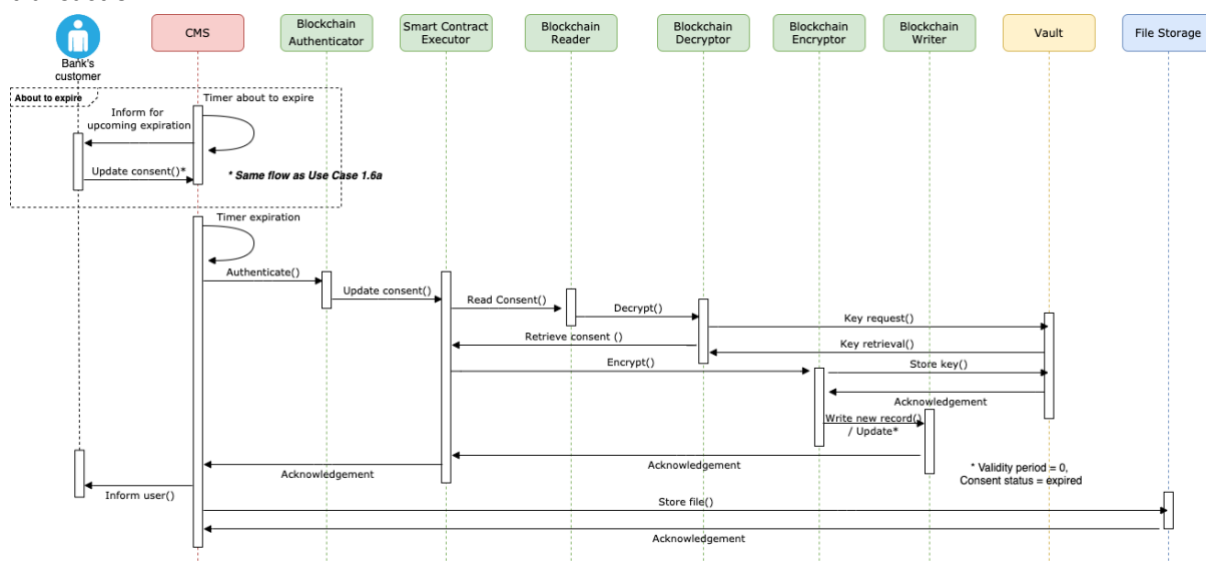 CMS
Blockchain
Authenticator
Smart Contract
Executor
Blockchain
Reader
Blockchain
Decryptor
Blockchain
Encryptor
Blockchain
Writer
Vault
File Storage
Bank's
customer
About to expire
Timer about to expire
Inform for
upcoming expiration
Update consent()*
* Same flow as Use Case 1.6a
Timer expiration
Authenticate()
Update consent()
Read Consent()
Decrypt()
Key request()
Retrieve consent ()
Key retrieval()
Encrypt()
Store key()
Acknowledgement
Write new record()
/ Update*
Acknowledgement
Acknowledgement
* Validity period = 0,
Consent status = expired
Inform user()
Store file()
Acknowledgement